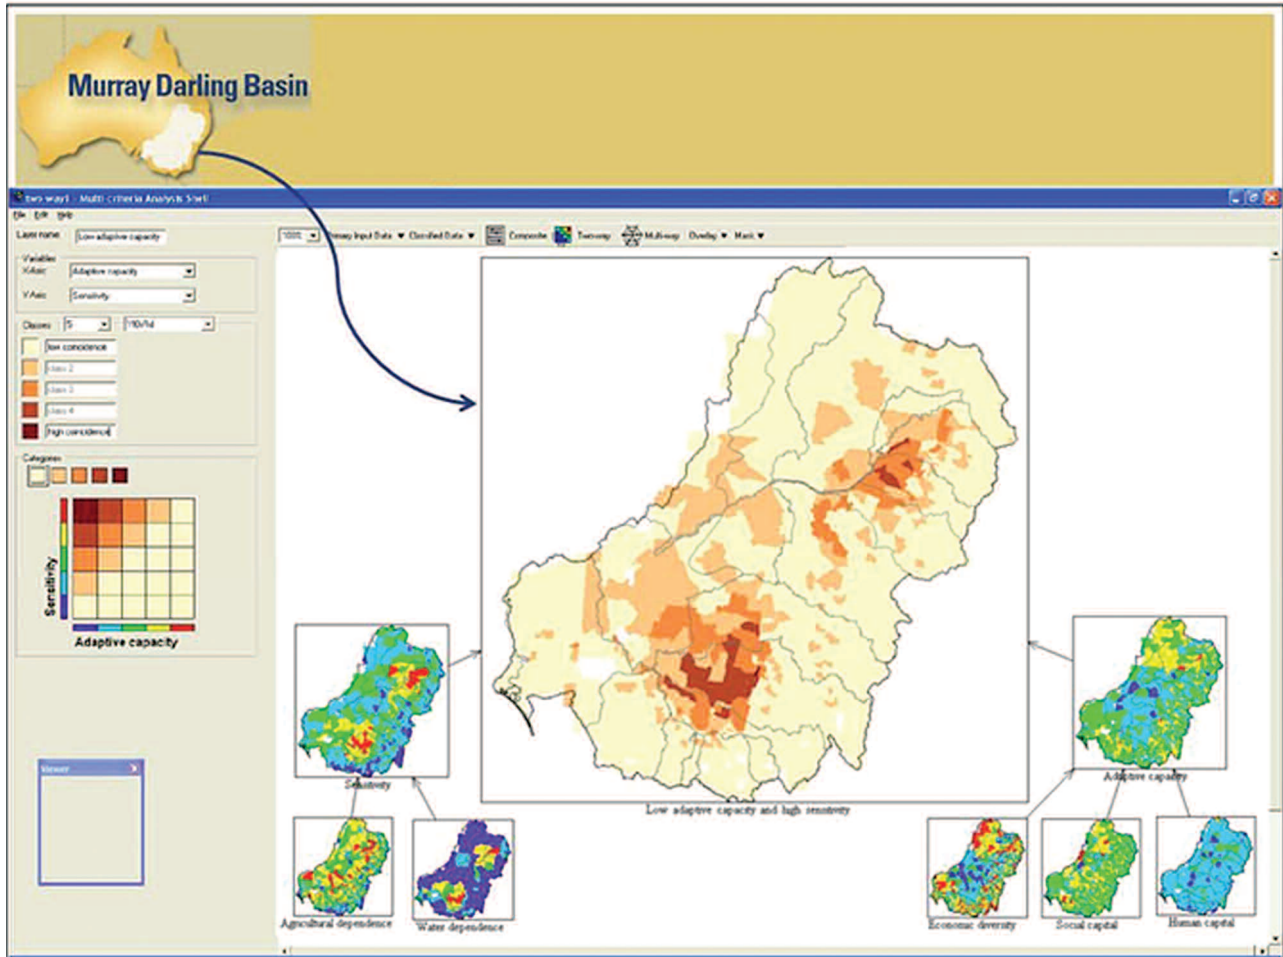 Murray Darling Basin
two way1 - Multi criteria Analysis Shell
File Edit Help
Layer name: Low adaptive capacity
100% Primary Input Data Classified Data Composite Two-way Multi-way Overlay Mask
Variables
X-Axis: Adaptive capacity
Y-Axis: Sensitivity
Classes 5
low coincidence
class 2
class 3
class 4
high coincidence
Categories
Sensitivity
Adaptive capacity
Viewer
Sensitivity
Adaptive capacity
Low adaptive capacity and high sensitivity
Agricultural dependence
Water dependence
Economic diversity
Social capital
Human capital